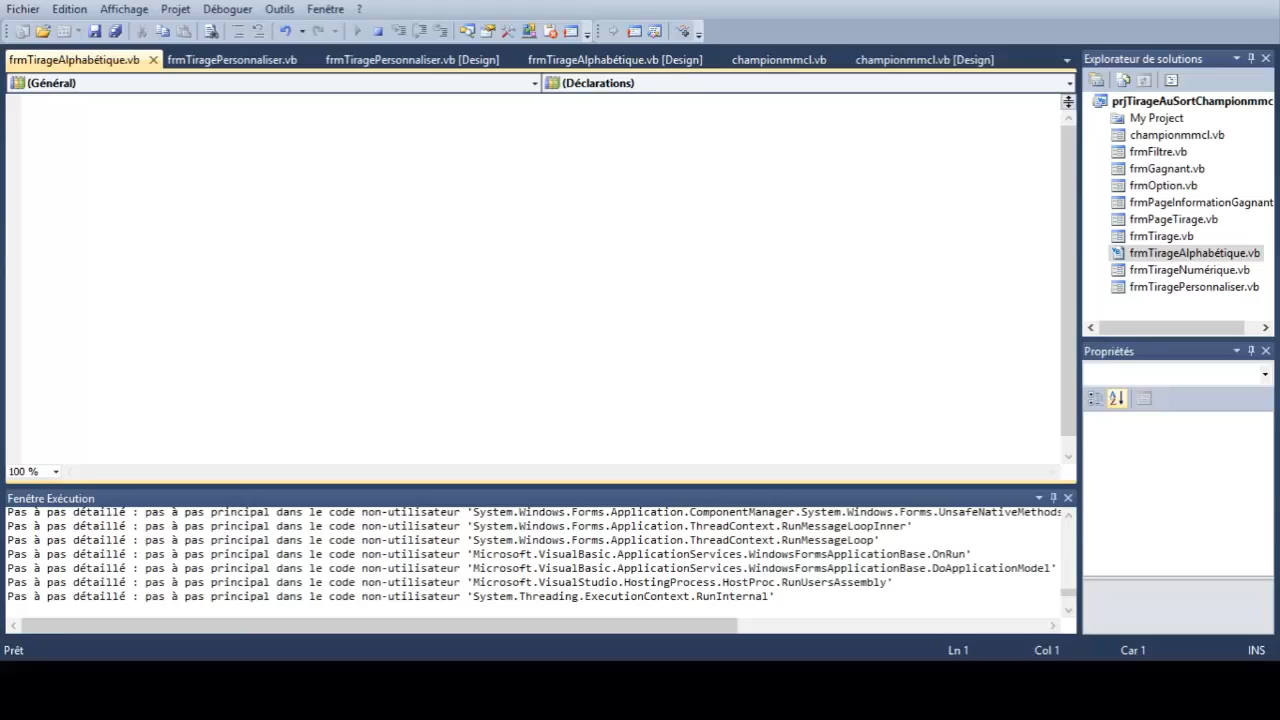 Fichier Edition Affichage Projet Déboguer Outils Fenêtre ?
frmTirageAlphabétique.vb frmTiragePersonnaliser.vb frmTiragePersonnaliser.vb [Design] frmTirageAlphabétique.vb [Design] championmmcl.vb championmmcl.vb [Design]
(Général) (Déclarations)
100 %
Fenêtre Exécution
Pas à pas détaillé : pas à pas principal dans le code non-utilisateur 'System.Windows.Forms.Application.ComponentManager.System.Windows.Forms.UnsafeNativeMethods
Pas à pas détaillé : pas à pas principal dans le code non-utilisateur 'System.Windows.Forms.Application.ThreadContext.RunMessageLoopInner'
Pas à pas détaillé : pas à pas principal dans le code non-utilisateur 'System.Windows.Forms.Application.ThreadContext.RunMessageLoop'
Pas à pas détaillé : pas à pas principal dans le code non-utilisateur 'Microsoft.VisualBasic.ApplicationServices.WindowsFormsApplicationBase.OnRun'
Pas à pas détaillé : pas à pas principal dans le code non-utilisateur 'Microsoft.VisualBasic.ApplicationServices.WindowsFormsApplicationBase.DoApplicationModel'
Pas à pas détaillé : pas à pas principal dans le code non-utilisateur 'Microsoft.VisualStudio.HostingProcess.HostProc.RunUsersAssembly'
Pas à pas détaillé : pas à pas principal dans le code non-utilisateur 'System.Threading.ExecutionContext.RunInternal'
Explorateur de solutions
prjTirageAuSortChampionmmc
My Project
championmmcl.vb
frmFiltre.vb
frmGagnant.vb
frmOption.vb
frmPageInformationGagnant
frmPageTirage.vb
frmTirage.vb
frmTirageAlphabétique.vb
frmTirageNumérique.vb
frmTiragePersonnaliser.vb
Propriétés
Prêt Ln 1 Col 1 Car 1 INS